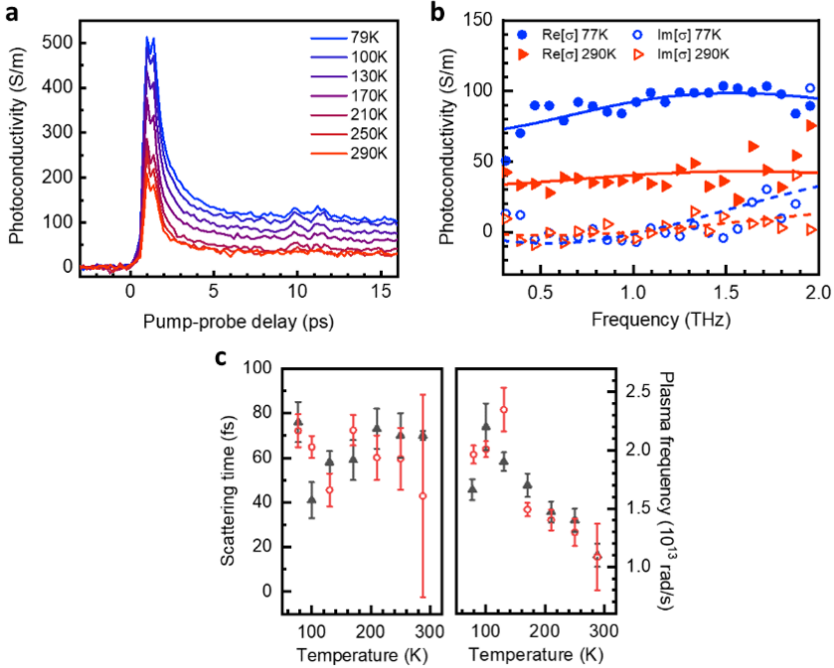 a
79K
100K
130K
170K
210K
250K
290K
500
400
300
200
100
0
Photoconductivity (S/m)
0
5
10
15
Pump-probe delay (ps)
b
Re[σ] 77K
Im[σ] 77K
Re[σ] 290K
Im[σ] 290K
150
100
50
0
Photoconductivity (S/m)
0.5
1.0
1.5
2.0
Frequency (THz)
c
100
80
60
40
20
0
Scattering time (fs)
100
200
300
Temperature (K)
2.5
2.0
1.5
1.0
Plasma frequency (10¹³ rad/s)
100
200
300
Temperature (K)